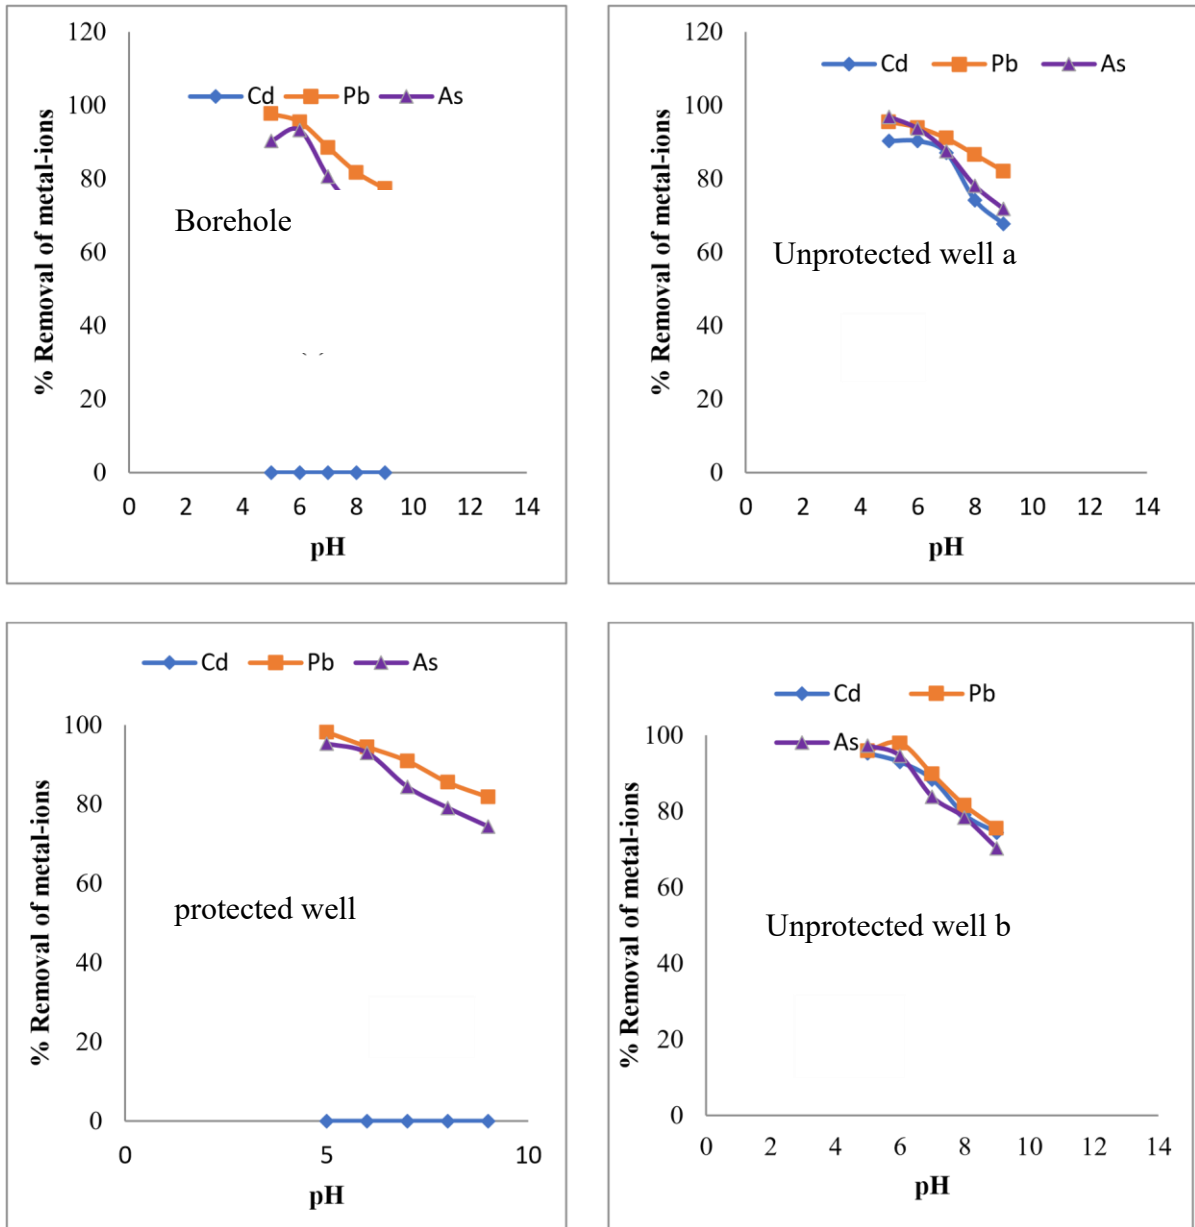 % Removal of metal-ions
120
100
80
60
40
20
0
Cd Pb As
Borehole
0 2 4 6 8 10 12 14
pH
% Removal of metal-ions
120
100
80
60
40
20
0
Cd Pb As
Unprotected well a
0 2 4 6 8 10 12 14
pH
% Removal of metal-ions
Cd Pb As
100
80
60
40
20
0
protected well
0 5 10
pH
% Removal of metal-ions
Cd Pb
As
100
80
60
40
20
0
Unprotected well b
0 2 4 6 8 10 12 14
pH